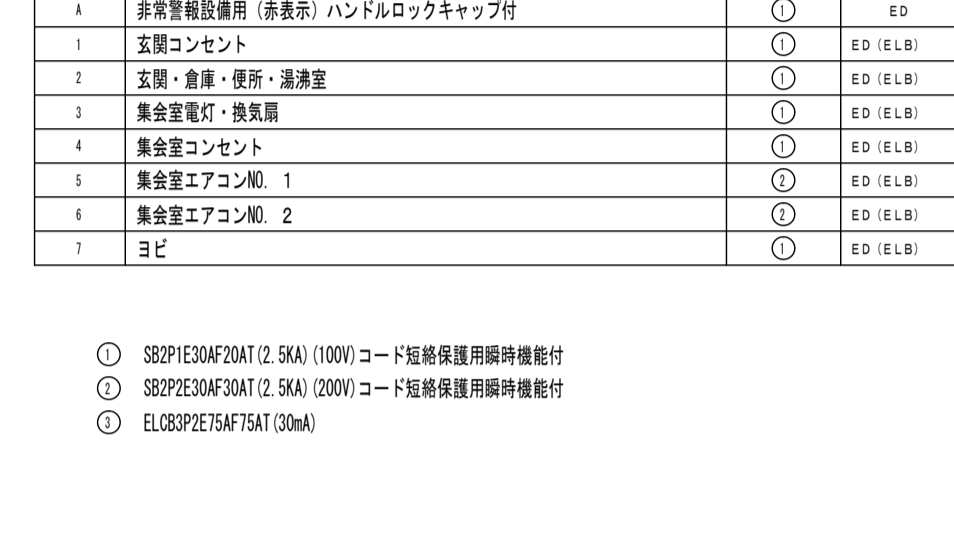 A 非常警報設備用（赤表示）ハンドルロックキャップ付 ① ED
1 玄関コンセント ① ED（ELB）
2 玄関・倉庫・便所・湯沸室 ① ED（ELB）
3 集会室電灯・換気扇 ① ED（ELB）
4 集会室コンセント ① ED（ELB）
5 集会室エアコンNO. 1 ② ED（ELB）
6 集会室エアコンNO. 2 ② ED（ELB）
7 ヨビ ① ED（ELB）
① SB2P1E30AF20AT(2.5KA)(100V)コード短絡保護用瞬時機能付
② SB2P2E30AF30AT(2.5KA)(200V)コード短絡保護用瞬時機能付
③ ELCB3P2E75AF75AT(30mA)